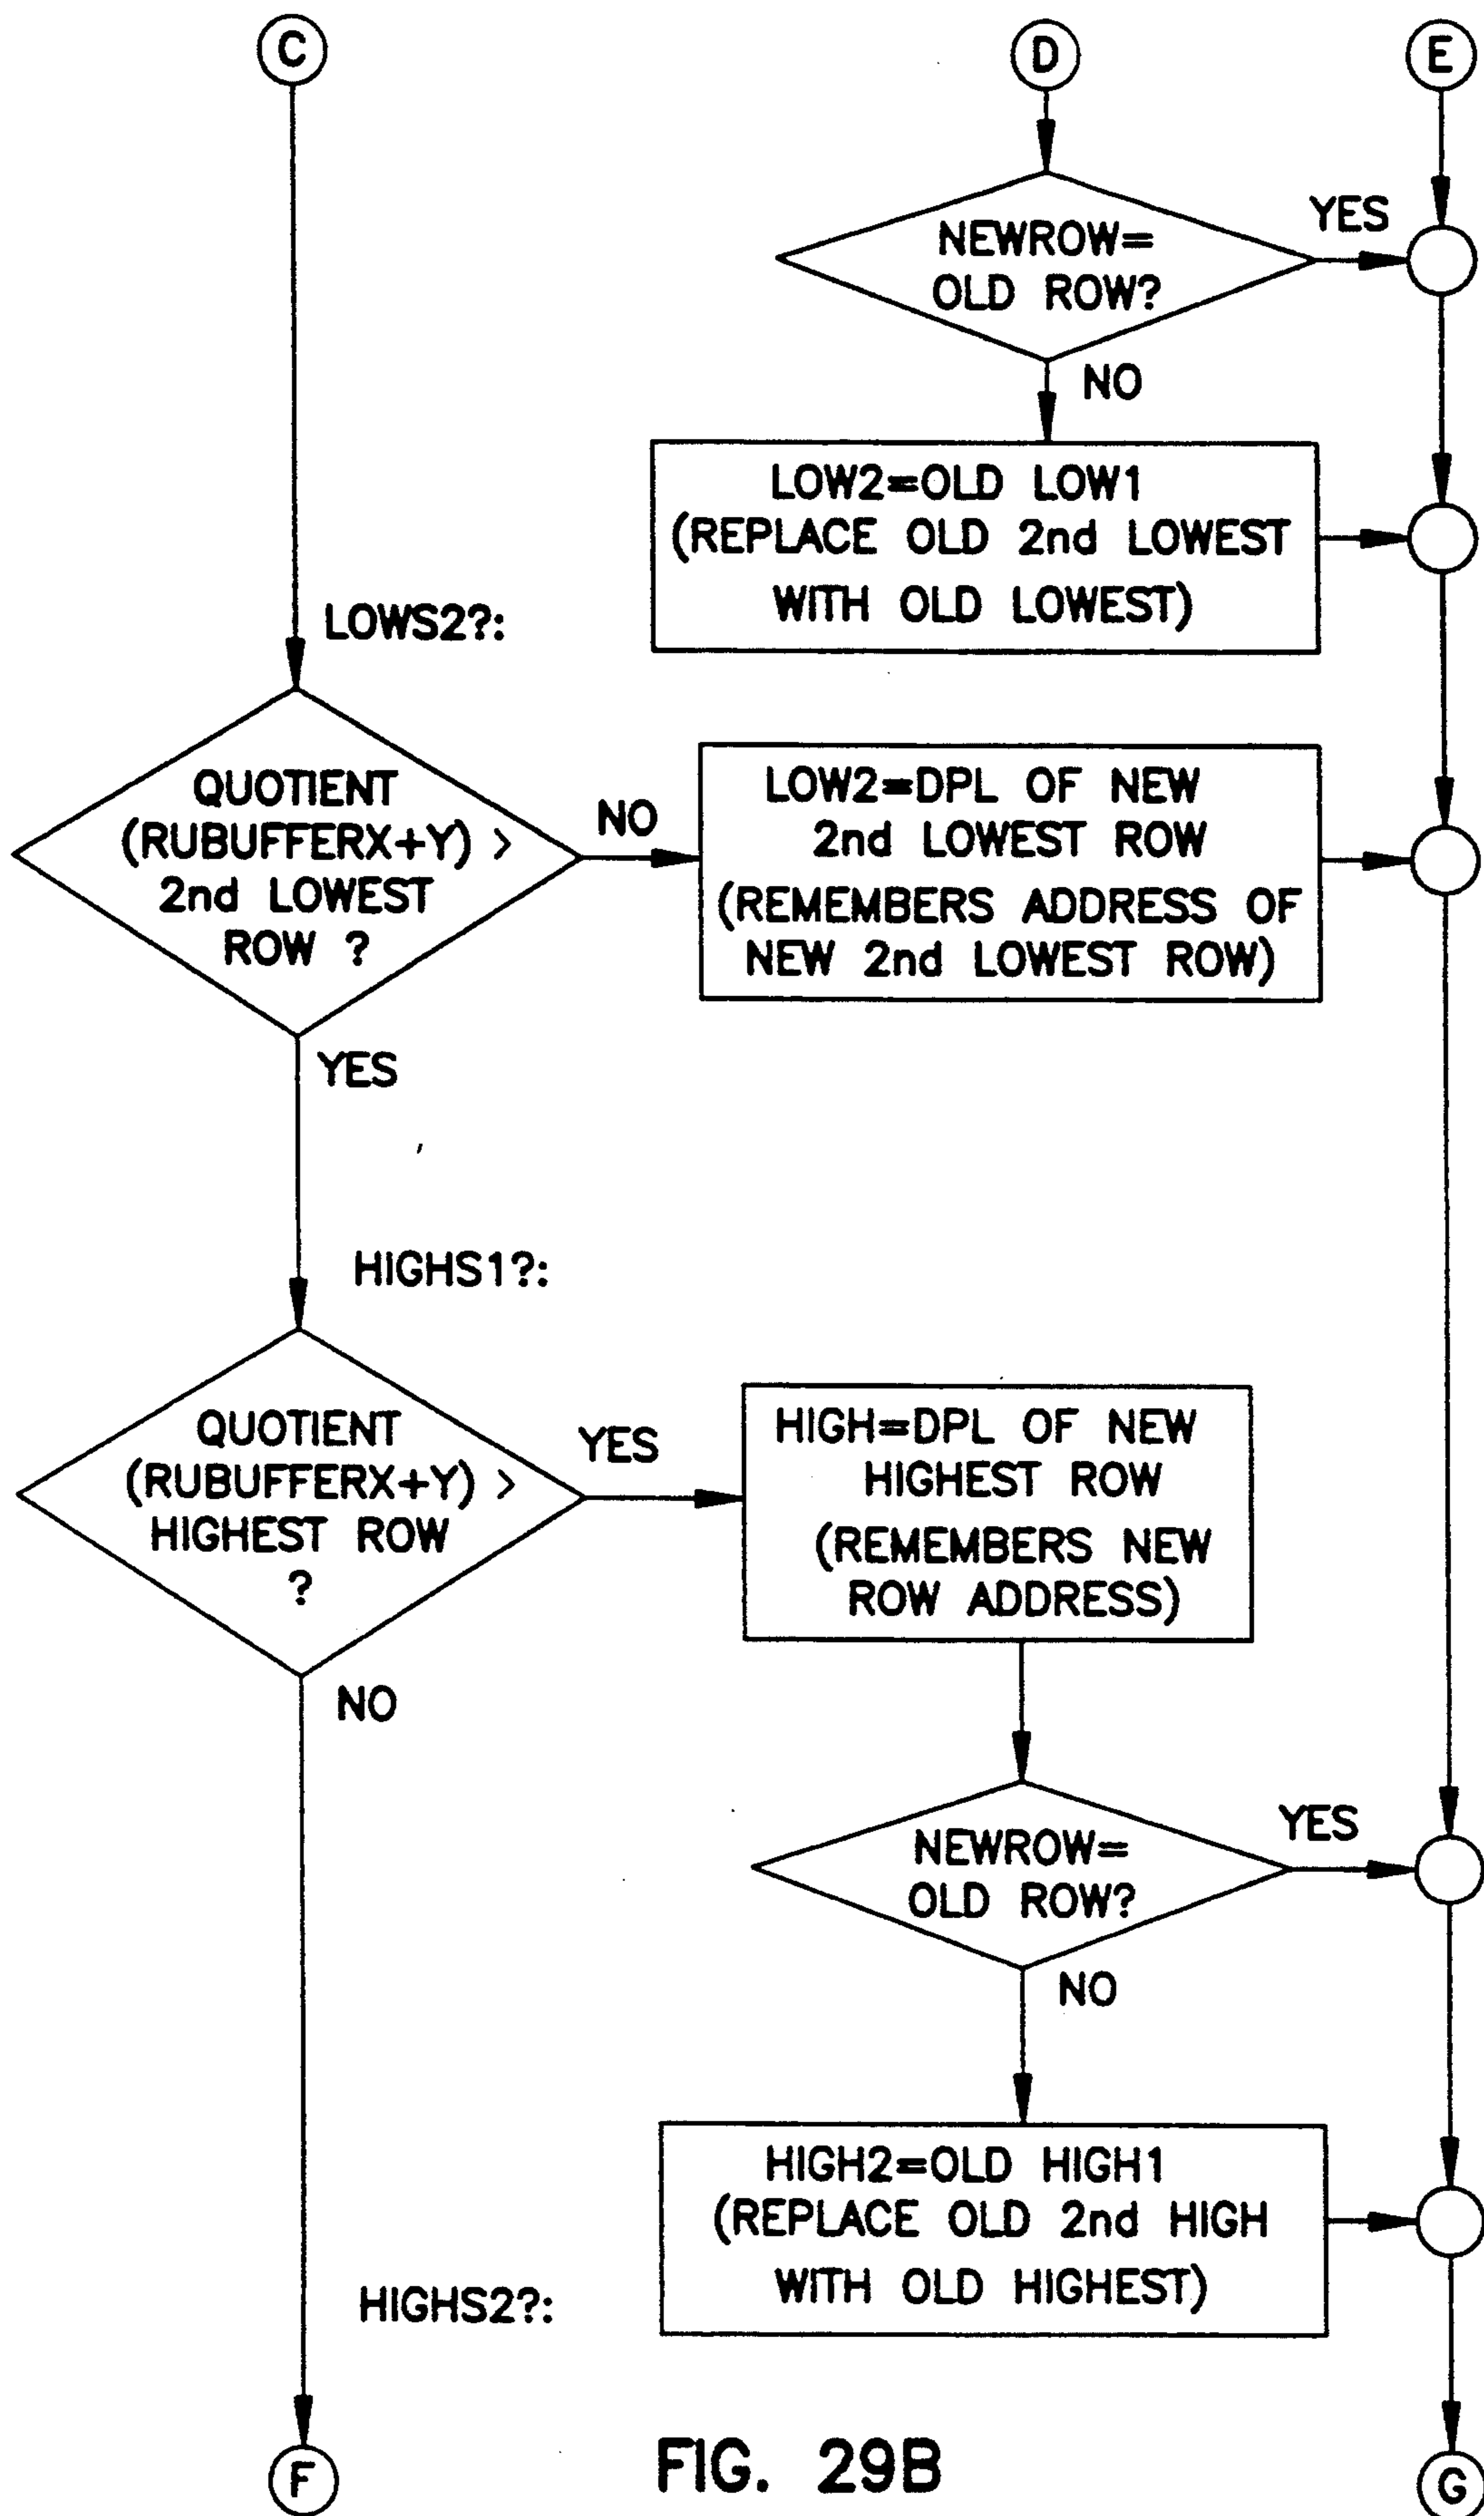 C
D
E
NEWROW=
OLD ROW?
YES
NO
LOW2=OLD LOW1
(REPLACE OLD 2nd LOWEST
WITH OLD LOWEST)
LOWS2?:
QUOTIENT
(RUBUFFERX+Y) >
2nd LOWEST
ROW ?
NO
LOW2=DPL OF NEW
2nd LOWEST ROW
(REMEMBERS ADDRESS OF
NEW 2nd LOWEST ROW)
YES
HIGHS1?:
QUOTIENT
(RUBUFFERX+Y) >
HIGHEST ROW
?
YES
HIGH=DPL OF NEW
HIGHEST ROW
(REMEMBERS NEW
ROW ADDRESS)
NO
NEWROW=
OLD ROW?
YES
NO
HIGH2=OLD HIGH1
(REPLACE OLD 2nd HIGH
WITH OLD HIGHEST)
HIGHS2?:
F
FIG. 29B
G